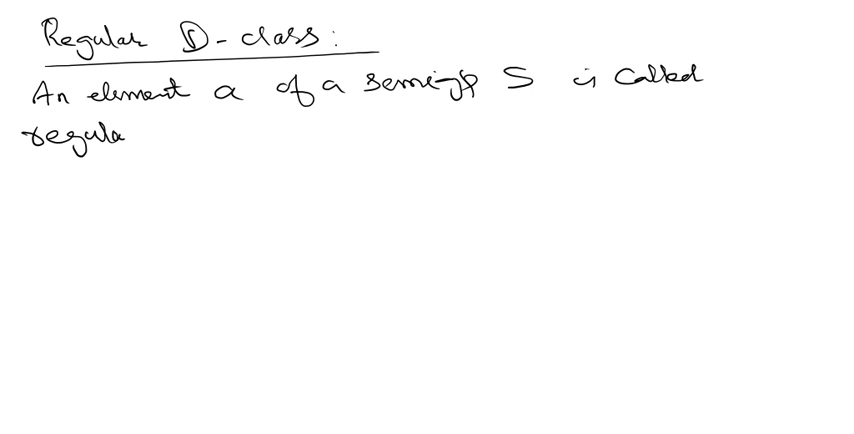 Regular D-class:
An element a of a semigp S is called
regula